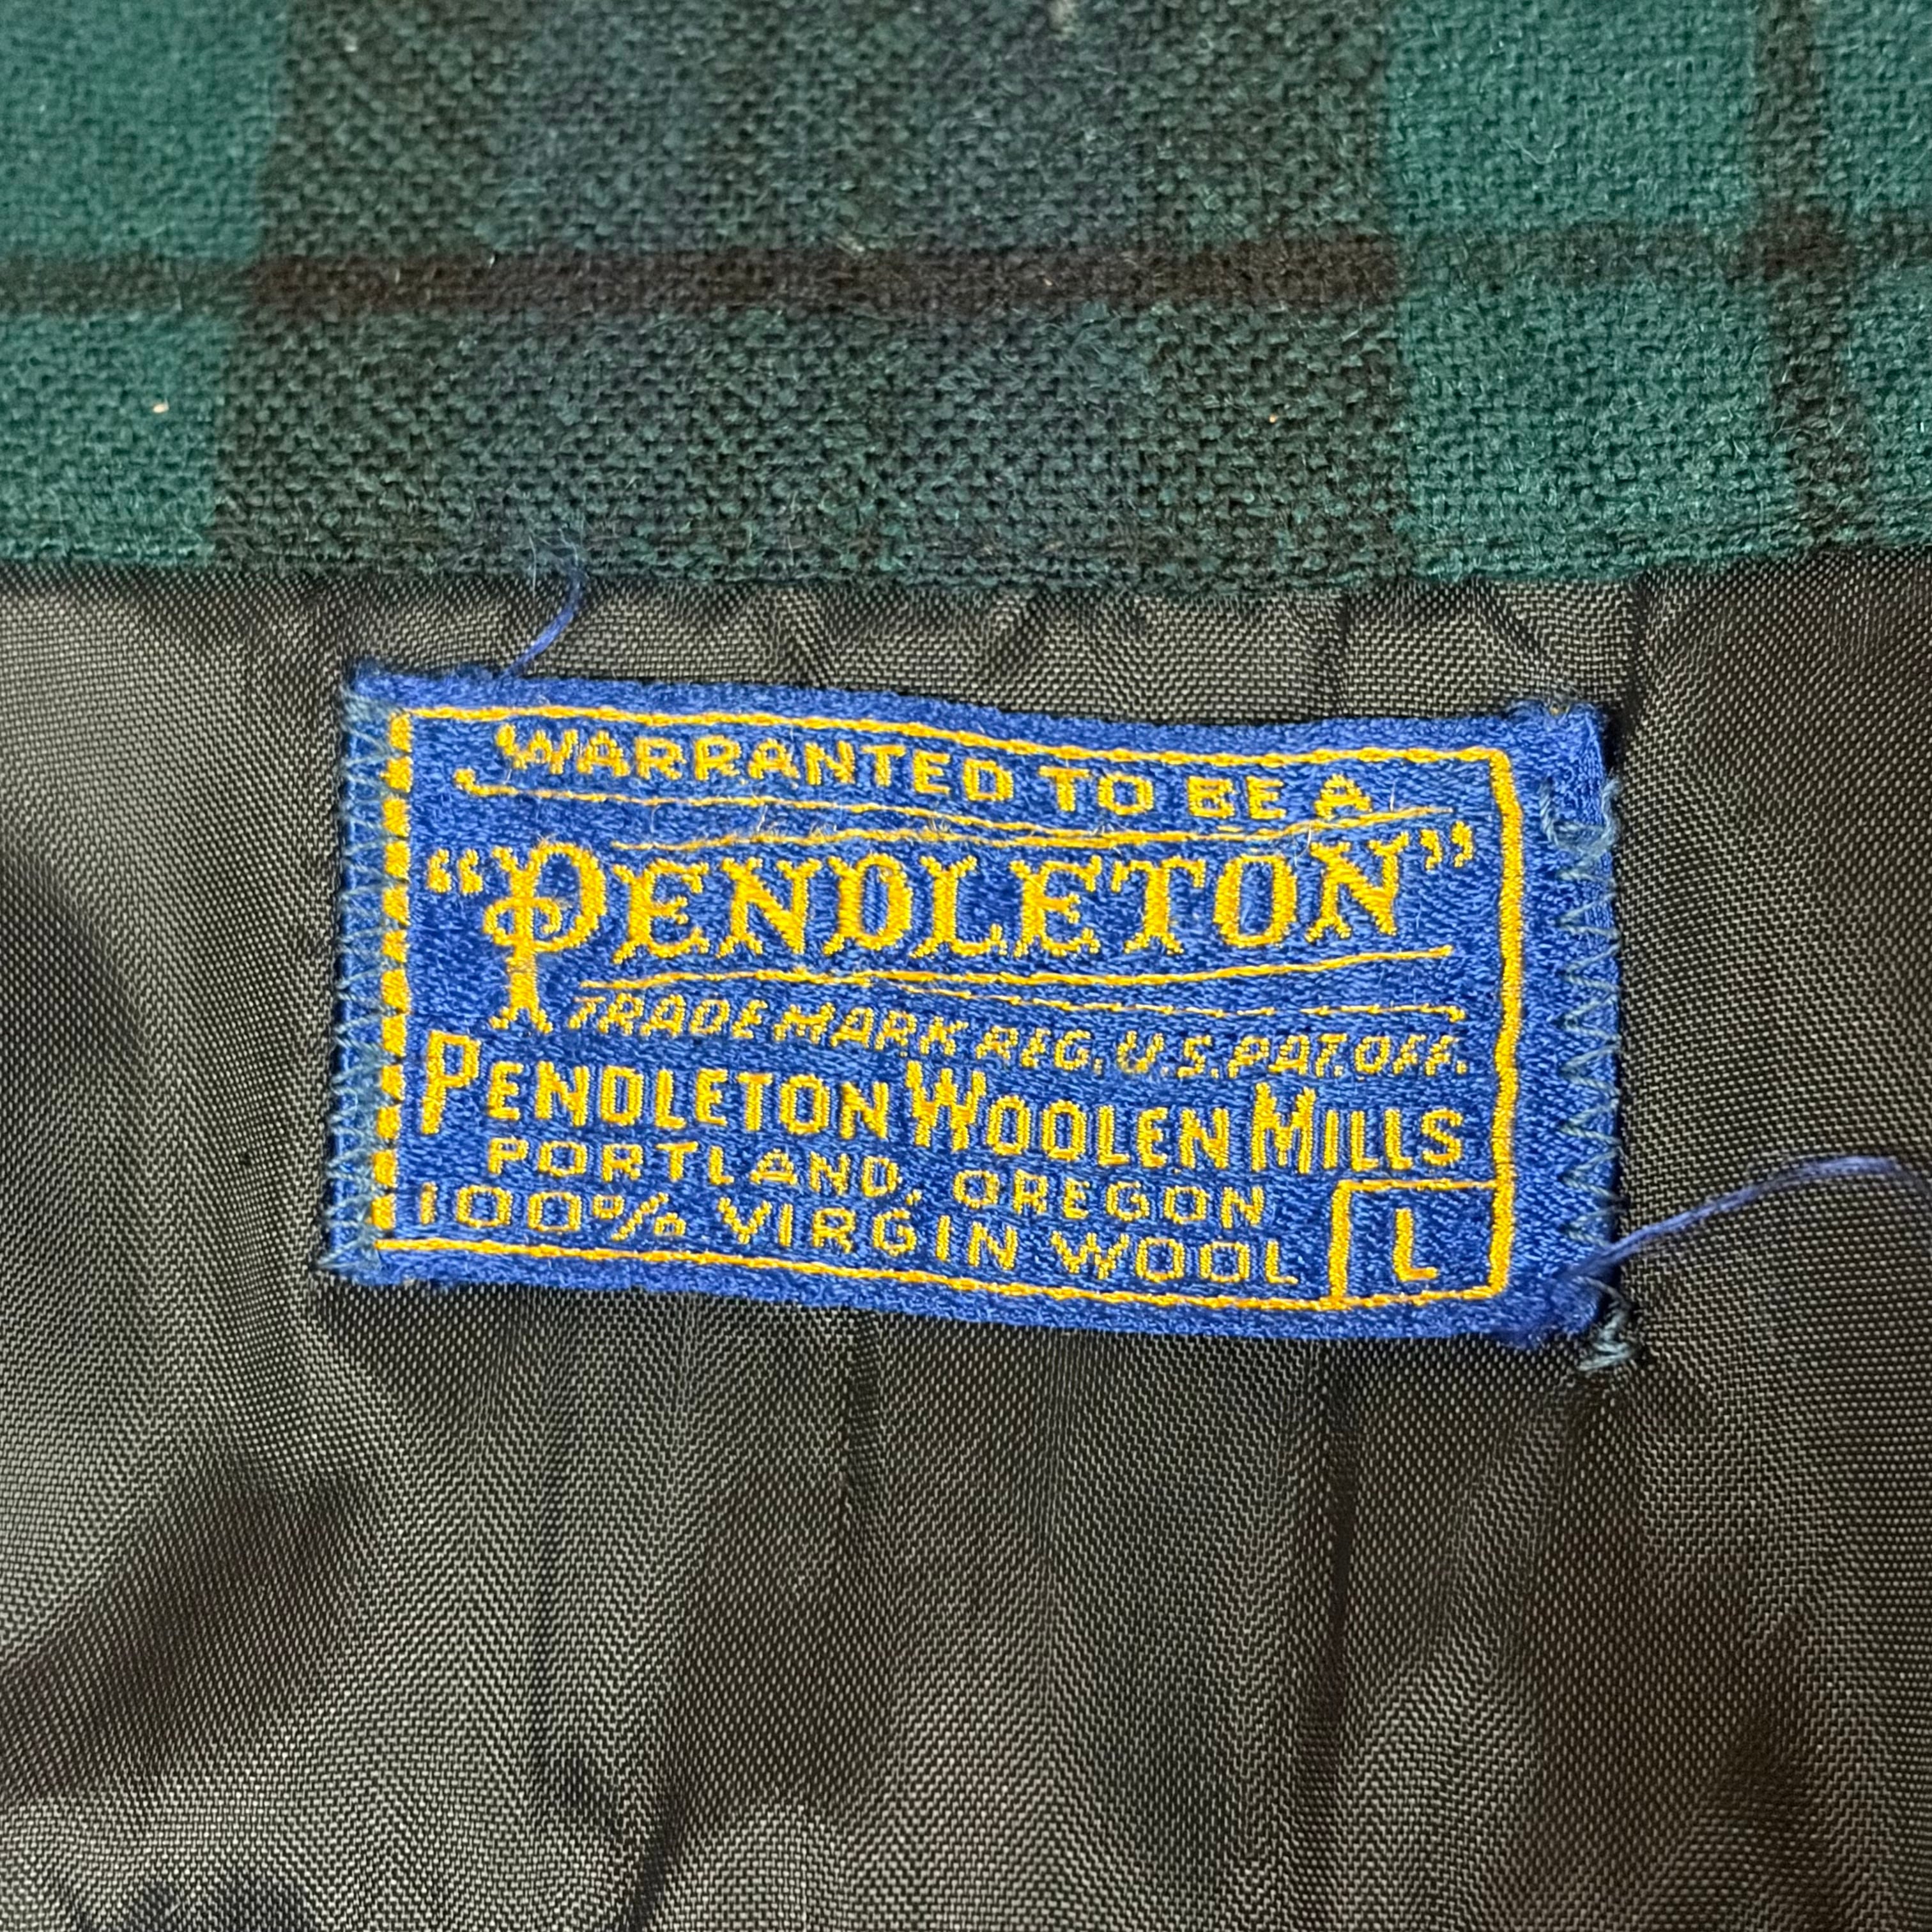 WARRANTED TO BE A
“PENDLETON”
TRADE MARK REG. U.S. PAT. OFF.
PENDLETON WOOLEN MILLS
PORTLAND, OREGON
100% VIRGIN WOOL
L